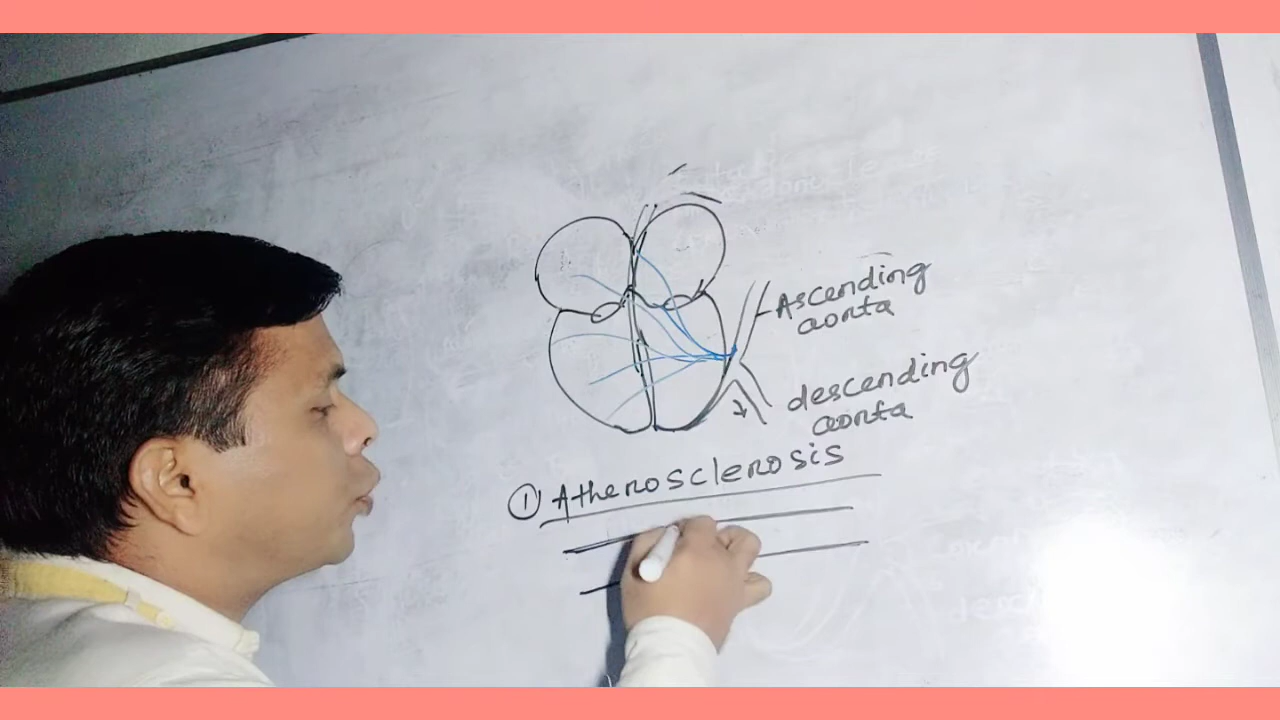 Ascending
aorta
descending
aorta
① Atherosclerosis